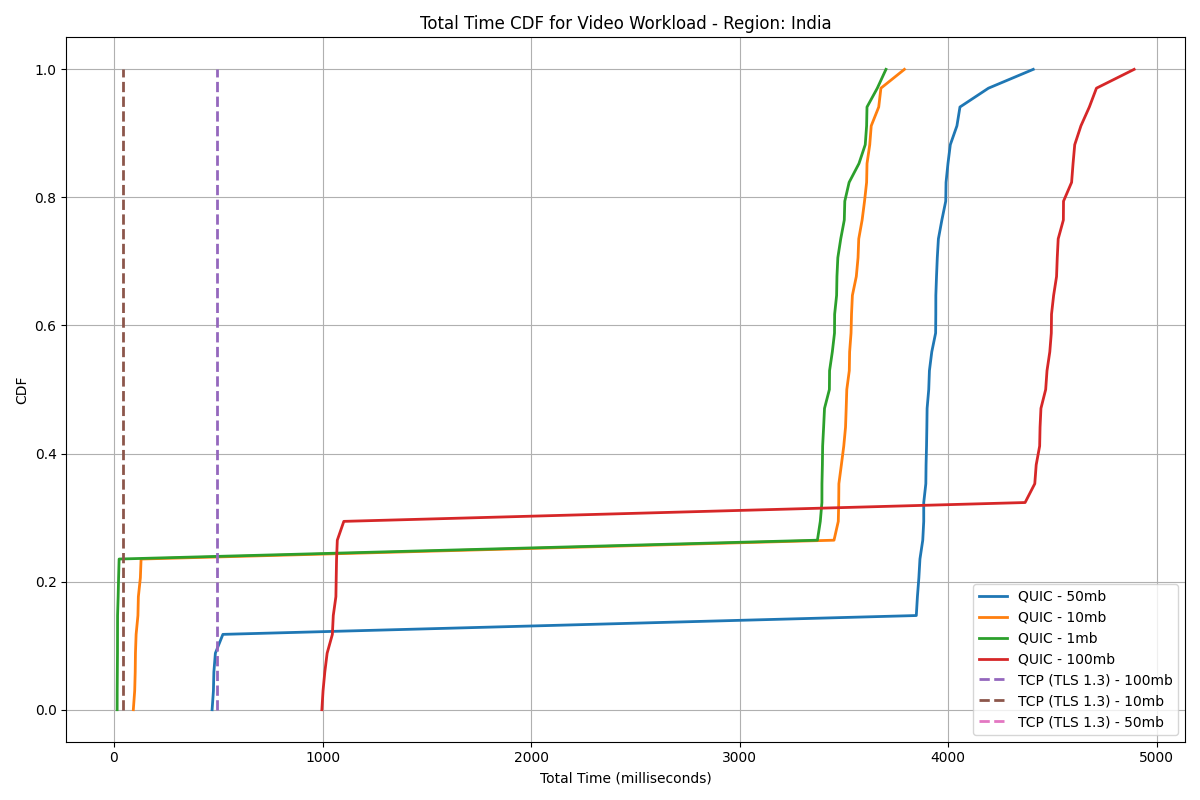 Total Time CDF for Video Workload - Region: India
1.0
0.8
0.6
0.4
0.2
0.0
CDF
0
1000
2000
3000
4000
5000
Total Time (milliseconds)
QUIC - 50mb
QUIC - 10mb
QUIC - 1mb
QUIC - 100mb
TCP (TLS 1.3) - 100mb
TCP (TLS 1.3) - 10mb
TCP (TLS 1.3) - 50mb